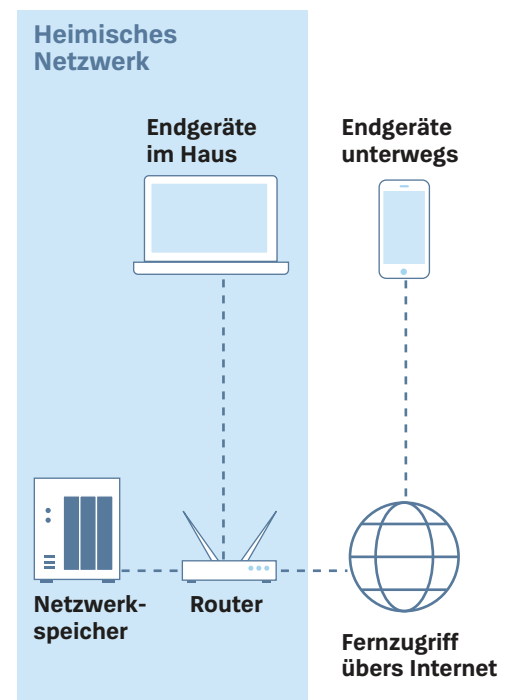 Heimisches
Netzwerk
Endgeräte
im Haus
Endgeräte
unterwegs
Netzwerk-
speicher
Router
Fernzugriff
übers Internet